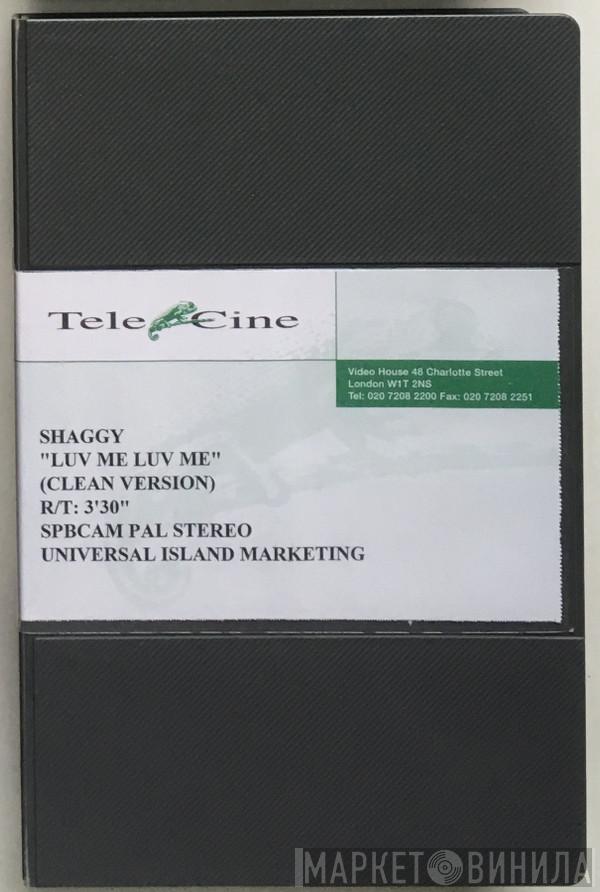 Tele Cine
Video House 48 Charlotte Street
London W1T 2NS
Tel: 020 7208 2200 Fax: 020 7208 2251
SHAGGY
"LUV ME LUV ME"
(CLEAN VERSION)
R/T: 3'30"
SPBCAM PAL STEREO
UNIVERSAL ISLAND MARKETING
МАРКЕТ ВИНИЛА